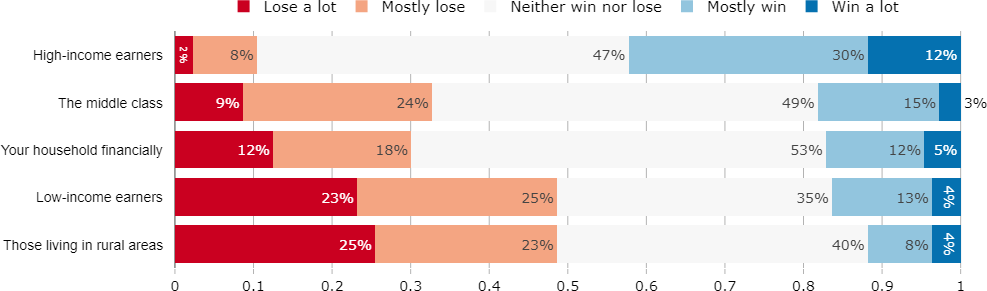 Lose a lot Mostly lose Neither win nor lose Mostly win Win a lot
High-income earners 2% 8% 47% 30% 12%
The middle class 9% 24% 49% 15% 3%
Your household financially 12% 18% 53% 12% 5%
Low-income earners 23% 25% 35% 13% 4%
Those living in rural areas 25% 23% 40% 8% 4%
0 0.1 0.2 0.3 0.4 0.5 0.6 0.7 0.8 0.9 1